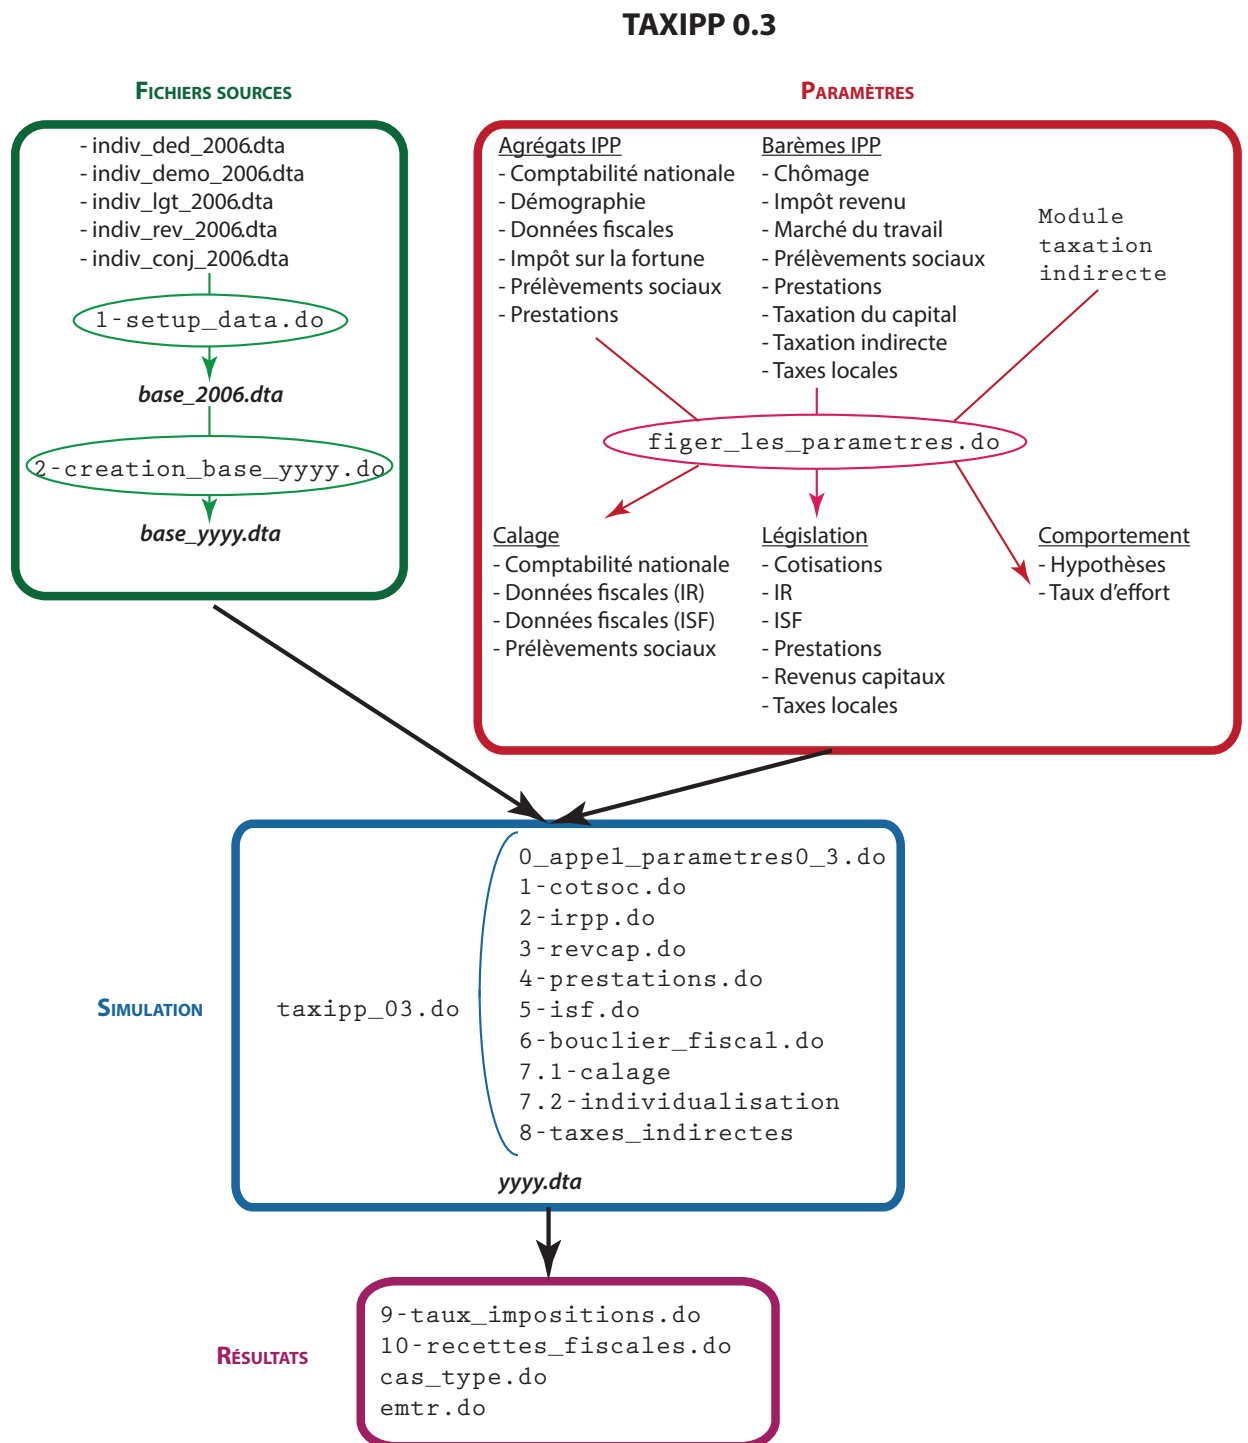 TAXIPP 0.3
FICHIERS SOURCES
- indiv_ded_2006.dta
- indiv_demo_2006.dta
- indiv_lgt_2006.dta
- indiv_rev_2006.dta
- indiv_conj_2006.dta
1-setup_data.do
base_2006.dta
2-creation_base_yyyy.do
base_yyyy.dta
PARAMÈTRES
Agrégats IPP
- Comptabilité nationale
- Démographie
- Données fiscales
- Impôt sur la fortune
- Prélèvements sociaux
- Prestations
Barèmes IPP
- Chômage
- Impôt revenu
- Marché du travail
- Prélèvements sociaux
- Prestations
- Taxation du capital
- Taxation indirecte
- Taxes locales
Module
taxation
indirecte
figer_les_parametres.do
Calage
- Comptabilité nationale
- Données fiscales (IR)
- Données fiscales (ISF)
- Prélèvements sociaux
Législation
- Cotisations
- IR
- ISF
- Prestations
- Revenus capitaux
- Taxes locales
Comportement
- Hypothèses
- Taux d'effort
SIMULATION
taxipp_03.do
0_appel_parametres0_3.do
1-cotsoc.do
2-irpp.do
3-revcap.do
4-prestations.do
5-isf.do
6-bouclier_fiscal.do
7.1-calage
7.2-individualisation
8-taxes_indirectes
yyyy.dta
RÉSULTATS
9-taux_impositions.do
10-recettes_fiscales.do
cas_type.do
emtr.do